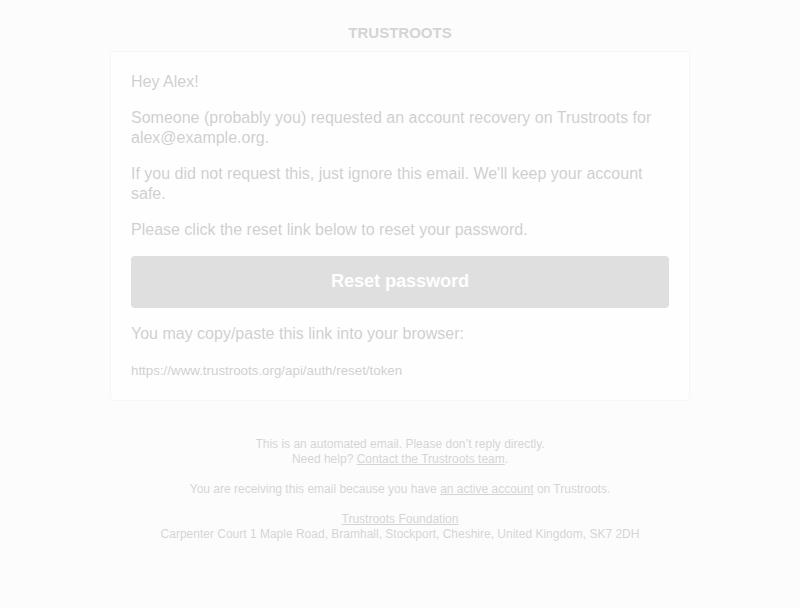 TRUSTROOTS
Hey Alex!
Someone (probably you) requested an account recovery on Trustroots for
alex@example.org.
If you did not request this, just ignore this email. We'll keep your account
safe.
Please click the reset link below to reset your password.
Reset password
You may copy/paste this link into your browser:
https://www.trustroots.org/api/auth/reset/token
This is an automated email. Please don’t reply directly.
Need help? Contact the Trustroots team.
You are receiving this email because you have an active account on Trustroots.
Trustroots Foundation
Carpenter Court 1 Maple Road, Bramhall, Stockport, Cheshire, United Kingdom, SK7 2DH